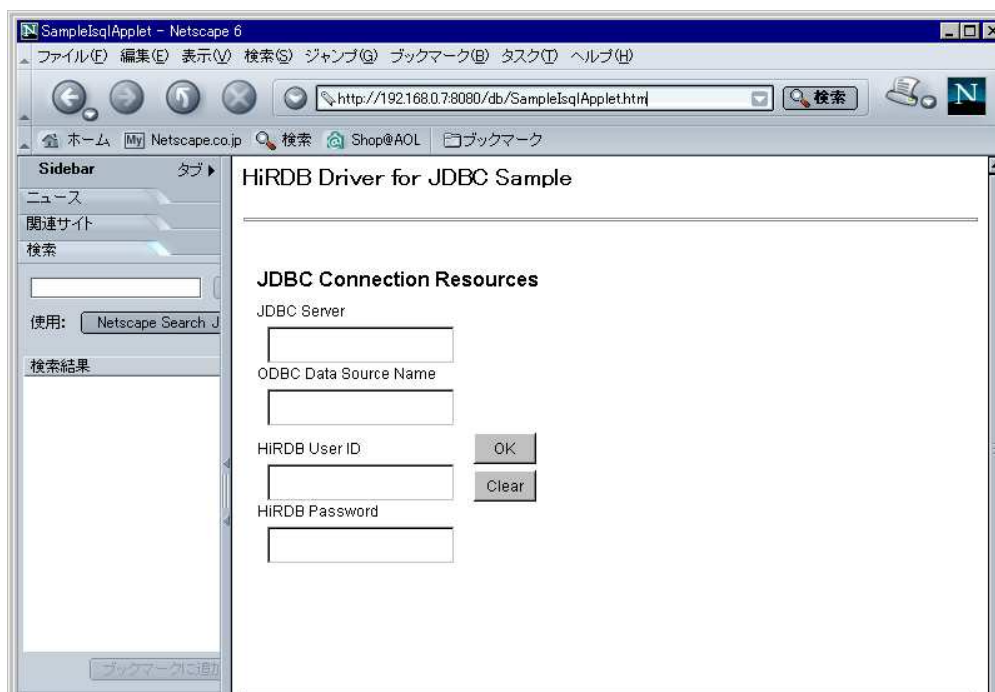 SampleIsqlApplet - Netscape 6
ファイル(F) 編集(E) 表示(V) 検索(S) ジャンプ(G) ブックマーク(B) タスク(T) ヘルプ(H)
http://192.168.0.7:8080/db/SampleIsqlApplet.htm 検索 N
ホーム My Netscape.co.jp 検索 Shop@AOL ブックマーク
Sidebar タブ
ニュース
関連サイト
検索
使用: Netscape Search J
検索結果
ブックマークに追加
HiRDB Driver for JDBC Sample
JDBC Connection Resources
JDBC Server
ODBC Data Source Name
HiRDB User ID OK
Clear
HiRDB Password